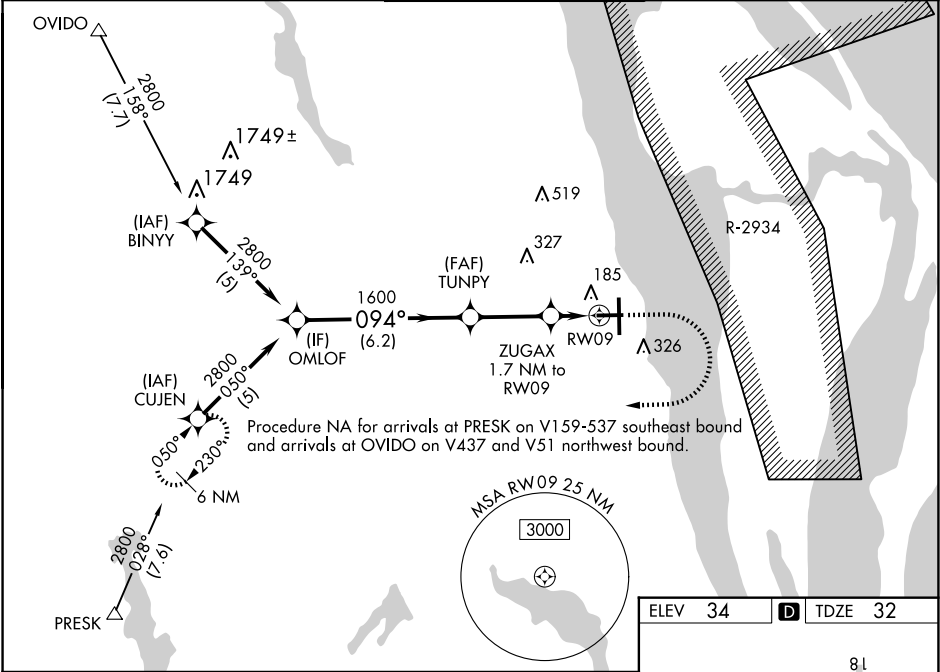 OVIDO
2800
158°
(7.7)
1749±
1749
(IAF)
BINYY
2800
139°
(5)
519
327
(FAF)
TUNPY
185
R-2934
1600
094°
(6.2)
(IF)
OMLOF
ZUGAX
1.7 NM to
RW09
RW09
326
(IAF)
CUJEN
2800
050°
(5)
Procedure NA for arrivals at PRESK on V159-537 southeast bound
and arrivals at OVIDO on V437 and V51 northwest bound.
050°
230°
6 NM
MSA RW09 25 NM
3000
2800
028°
(7.6)
PRESK
ELEV 34 D TDZE 32
18